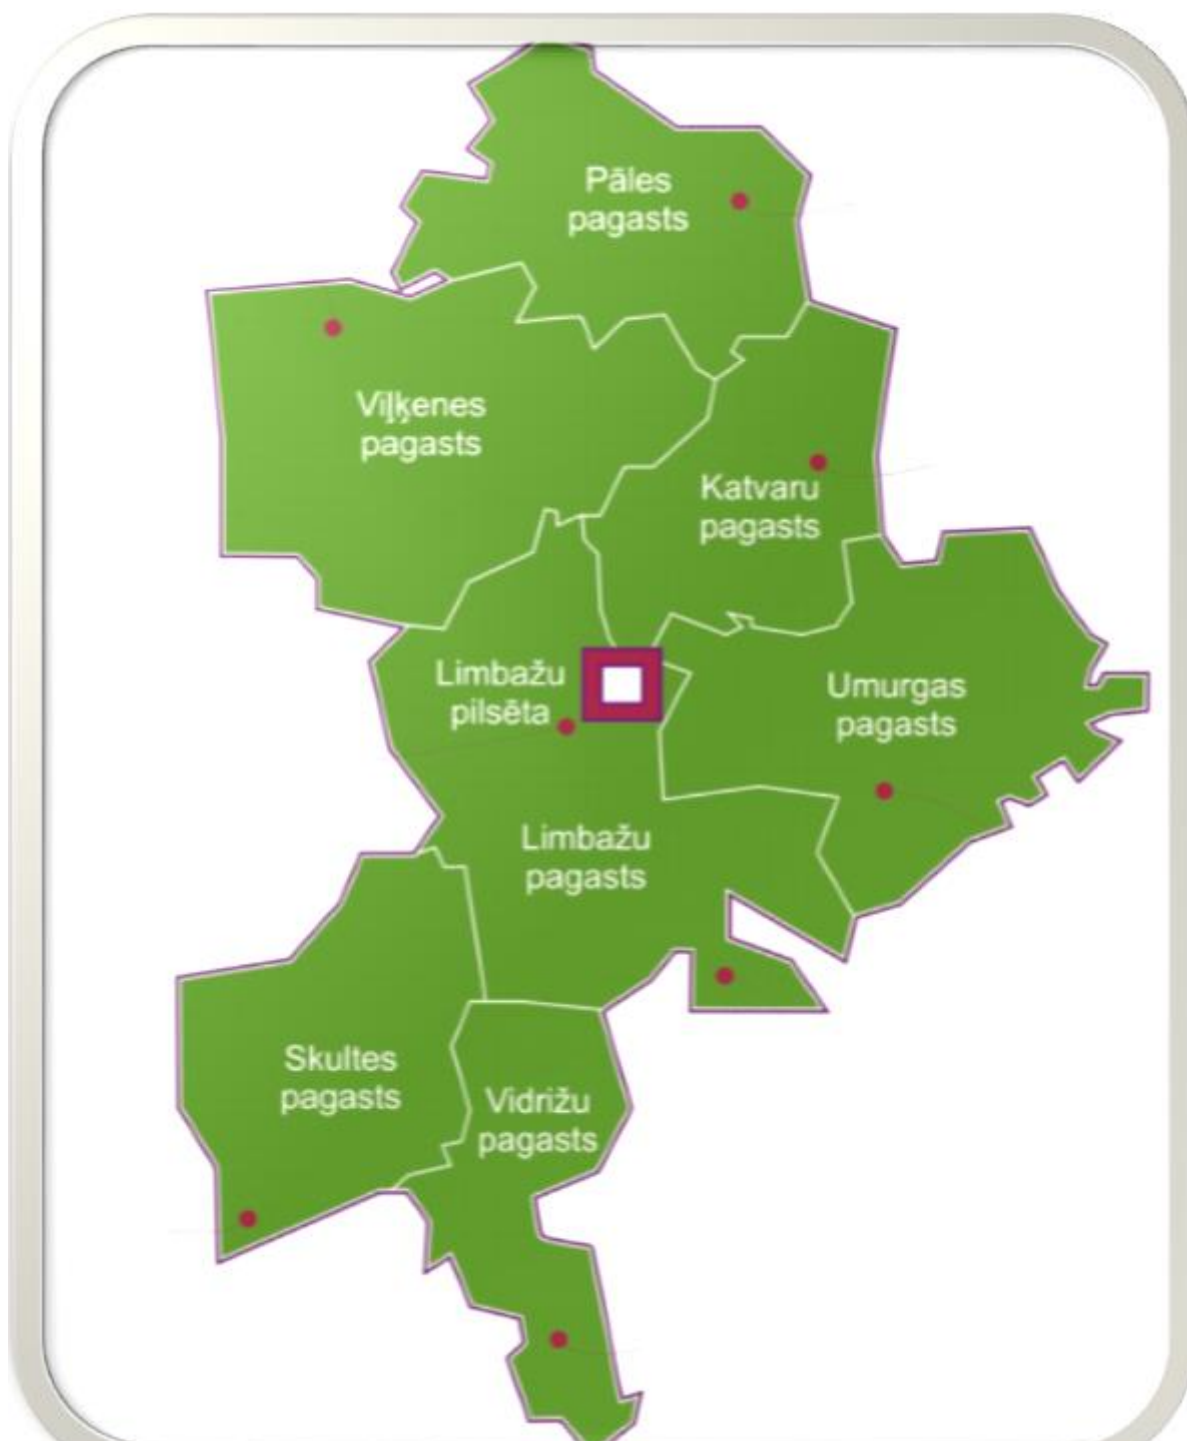 Pāles
pagasts
Viļķenes
pagasts
Katvaru
pagasts
Limbažu
pilsēta
Umurgas
pagasts
Limbažu
pagasts
Skultes
pagasts
Vidrižu
pagasts